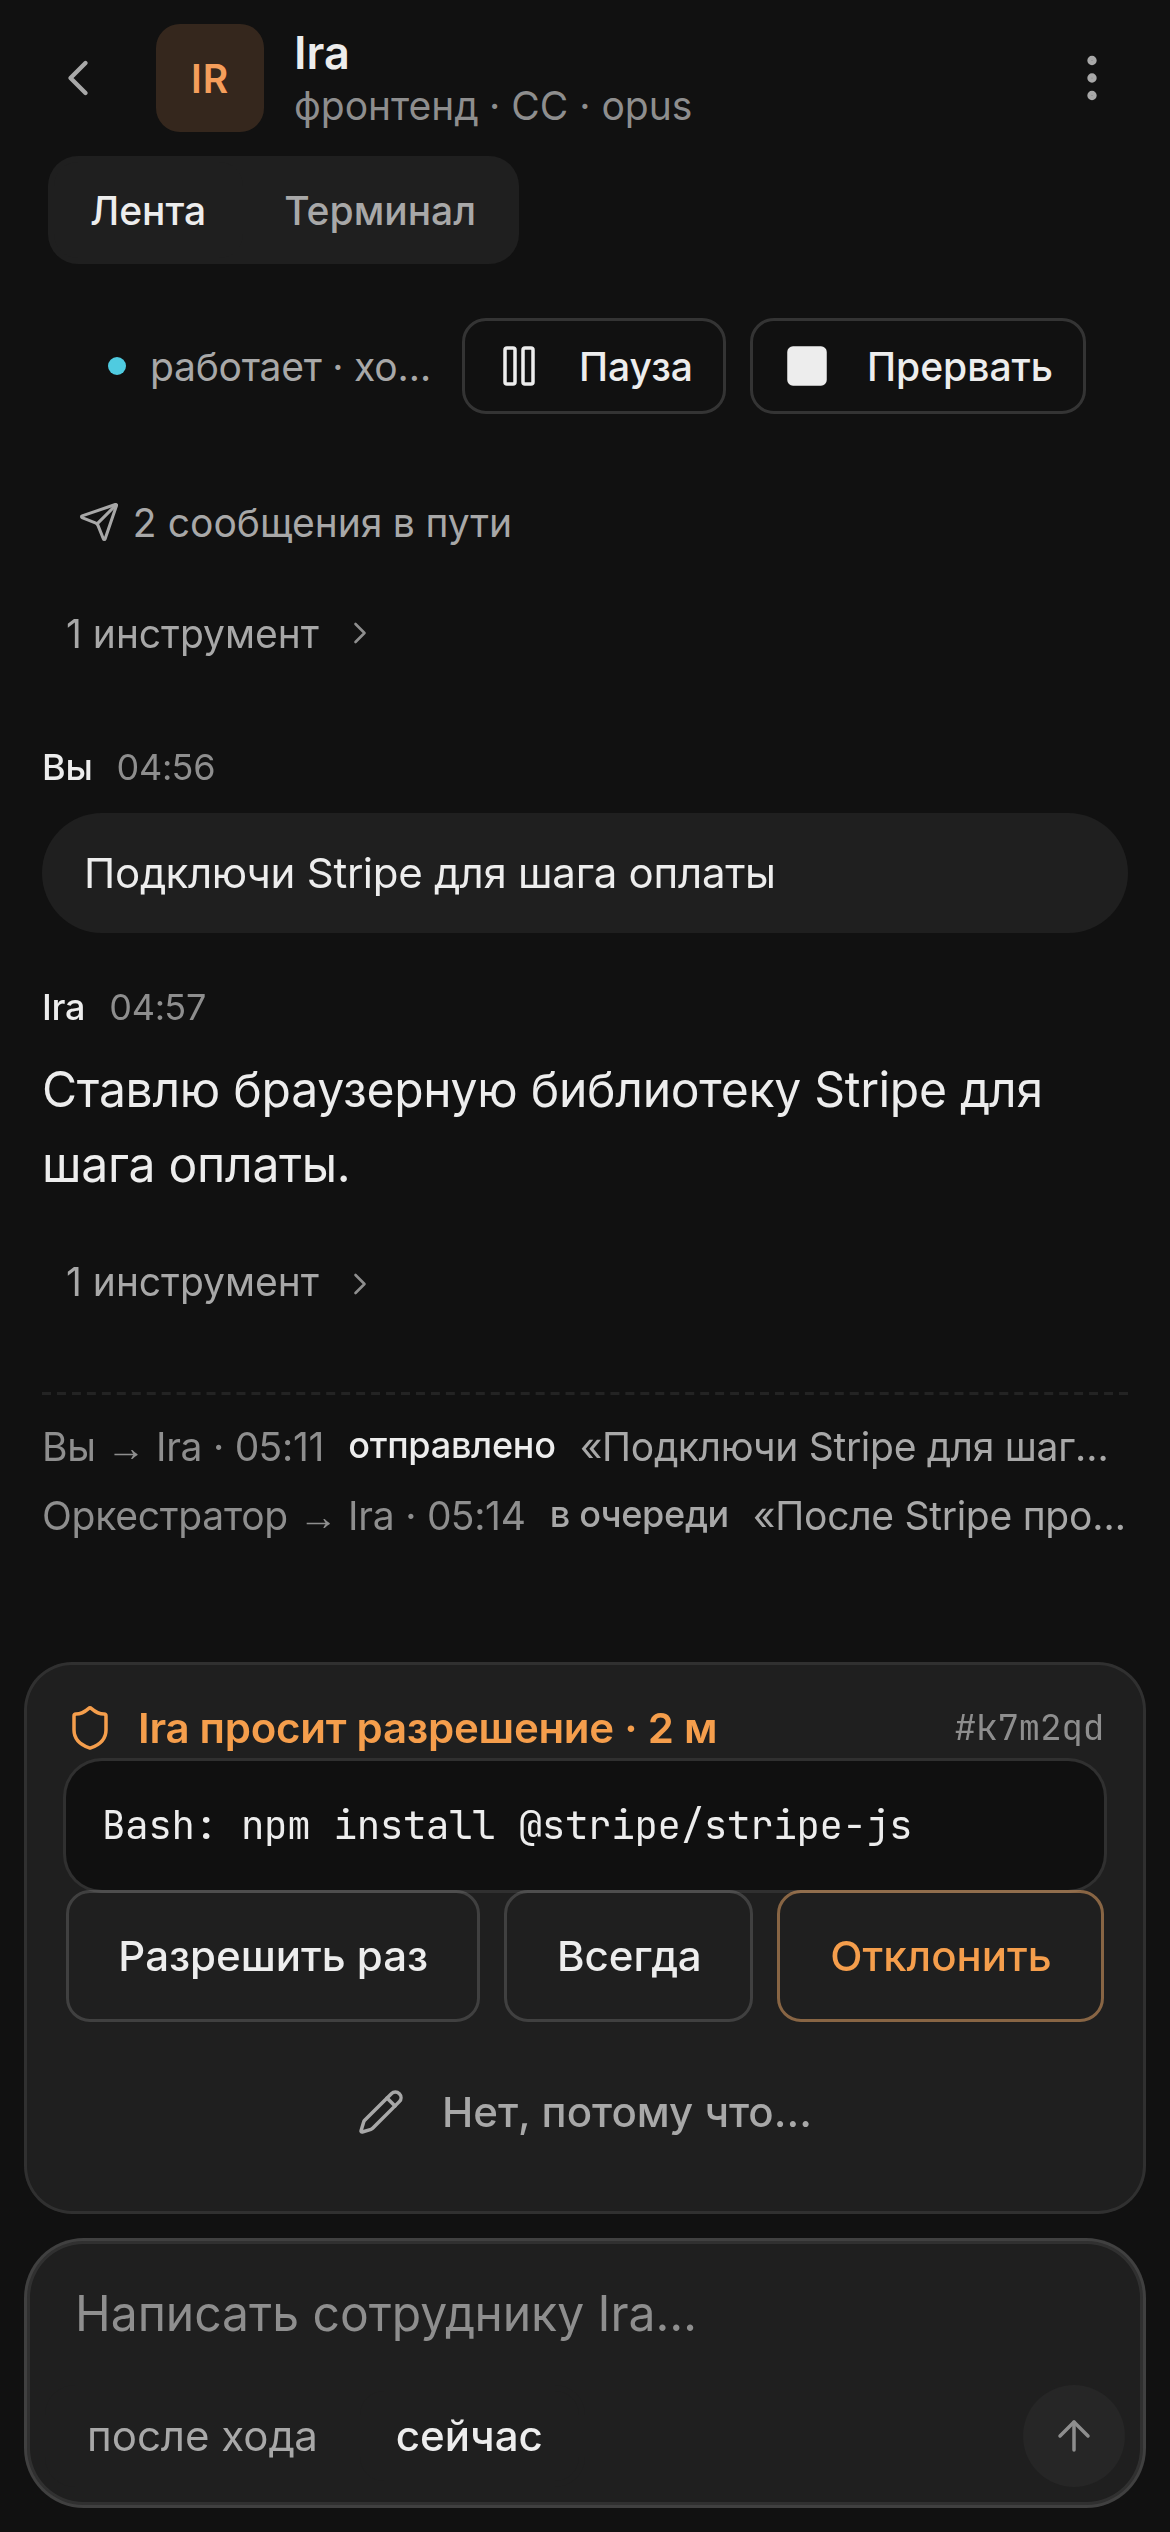 IR
Ira
фронтенд · CC · opus
Лента
Терминал
работает · хо...
Пауза
Прервать
2 сообщения в пути
1 инструмент
Вы 04:56
Подключи Stripe для шага оплаты
Ira 04:57
Ставлю браузерную библиотеку Stripe для
шага оплаты.
1 инструмент
Вы → Ira · 05:11 отправлено «Подключи Stripe для шаг...
Оркестратор → Ira · 05:14 в очереди «После Stripe про...
Ira просит разрешение · 2 м #k7m2qd
Bash: npm install @stripe/stripe-js
Разрешить раз
Всегда
Отклонить
Нет, потому что...
Написать сотруднику Ira...
после хода сейчас